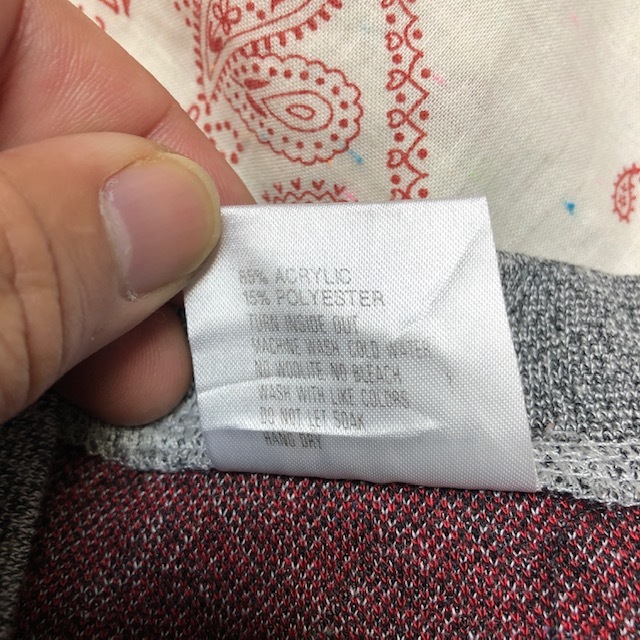 85% ACRYLIC
15% POLYESTER
TURN INSIDE OUT
MACHINE WASH COLD WATER
NO WOOLITE NO BLEACH
WASH WITH LIKE COLORS
DO NOT LET SOAK
HANG DAY